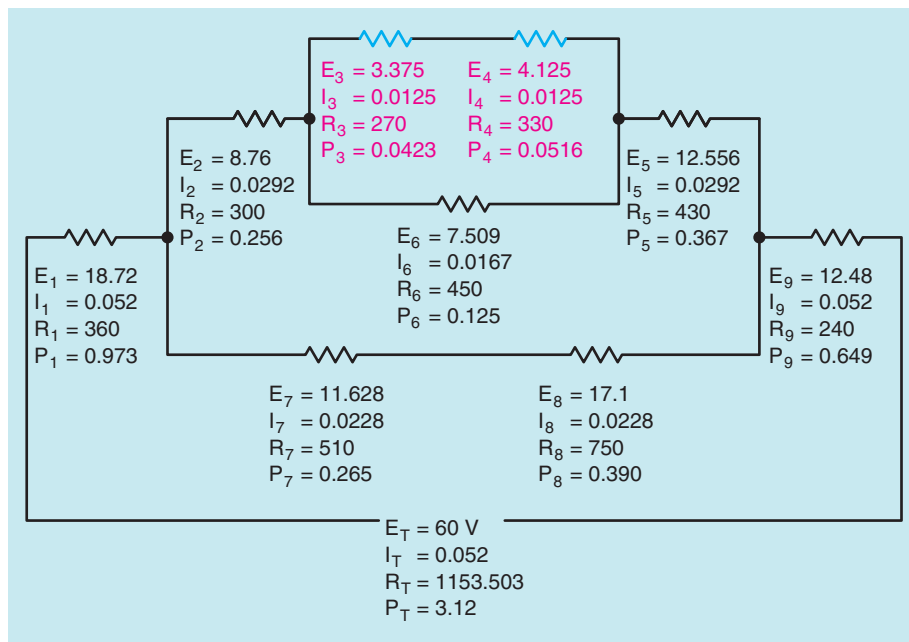 E₃ = 3.375
I₃ = 0.0125
R₃ = 270
P₃ = 0.0423
E₄ = 4.125
I₄ = 0.0125
R₄ = 330
P₄ = 0.0516
E₂ = 8.76
I₂ = 0.0292
R₂ = 300
P₂ = 0.256
E₅ = 12.556
I₅ = 0.0292
R₅ = 430
P₅ = 0.367
E₆ = 7.509
I₆ = 0.0167
R₆ = 450
P₆ = 0.125
E₁ = 18.72
I₁ = 0.052
R₁ = 360
P₁ = 0.973
E₉ = 12.48
I₉ = 0.052
R₉ = 240
P₉ = 0.649
E₇ = 11.628
I₇ = 0.0228
R₇ = 510
P₇ = 0.265
E₈ = 17.1
I₈ = 0.0228
R₈ = 750
P₈ = 0.390
E_T = 60 V
I_T = 0.052
R_T = 1153.503
P_T = 3.12